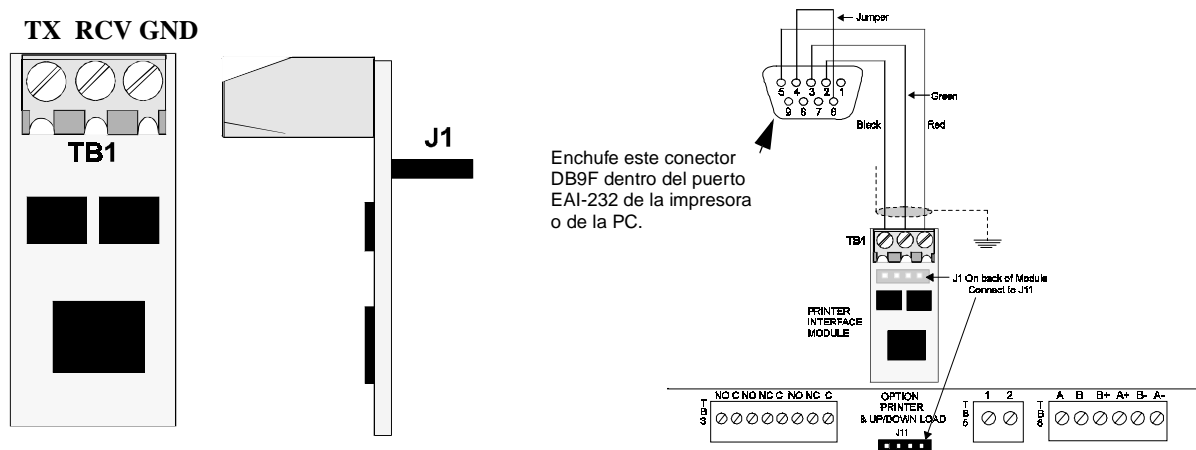 TX RCV GND
TB1
J1
Jumper
5 4 3 2 1
9 8 7 6
Green
Black
Red
Enchufe este conector
DB9F dentro del puerto
EAI-232 de la impresora
o de la PC.
TB1
J1 On back of Module
Connect to J11
PRINTER
INTERFACE
MODULE
NO C NO NC C NO NC C
OPTION
PRINTER
& UP/DOWN LOAD
J11
1 2
A B B+ A+ B- A-